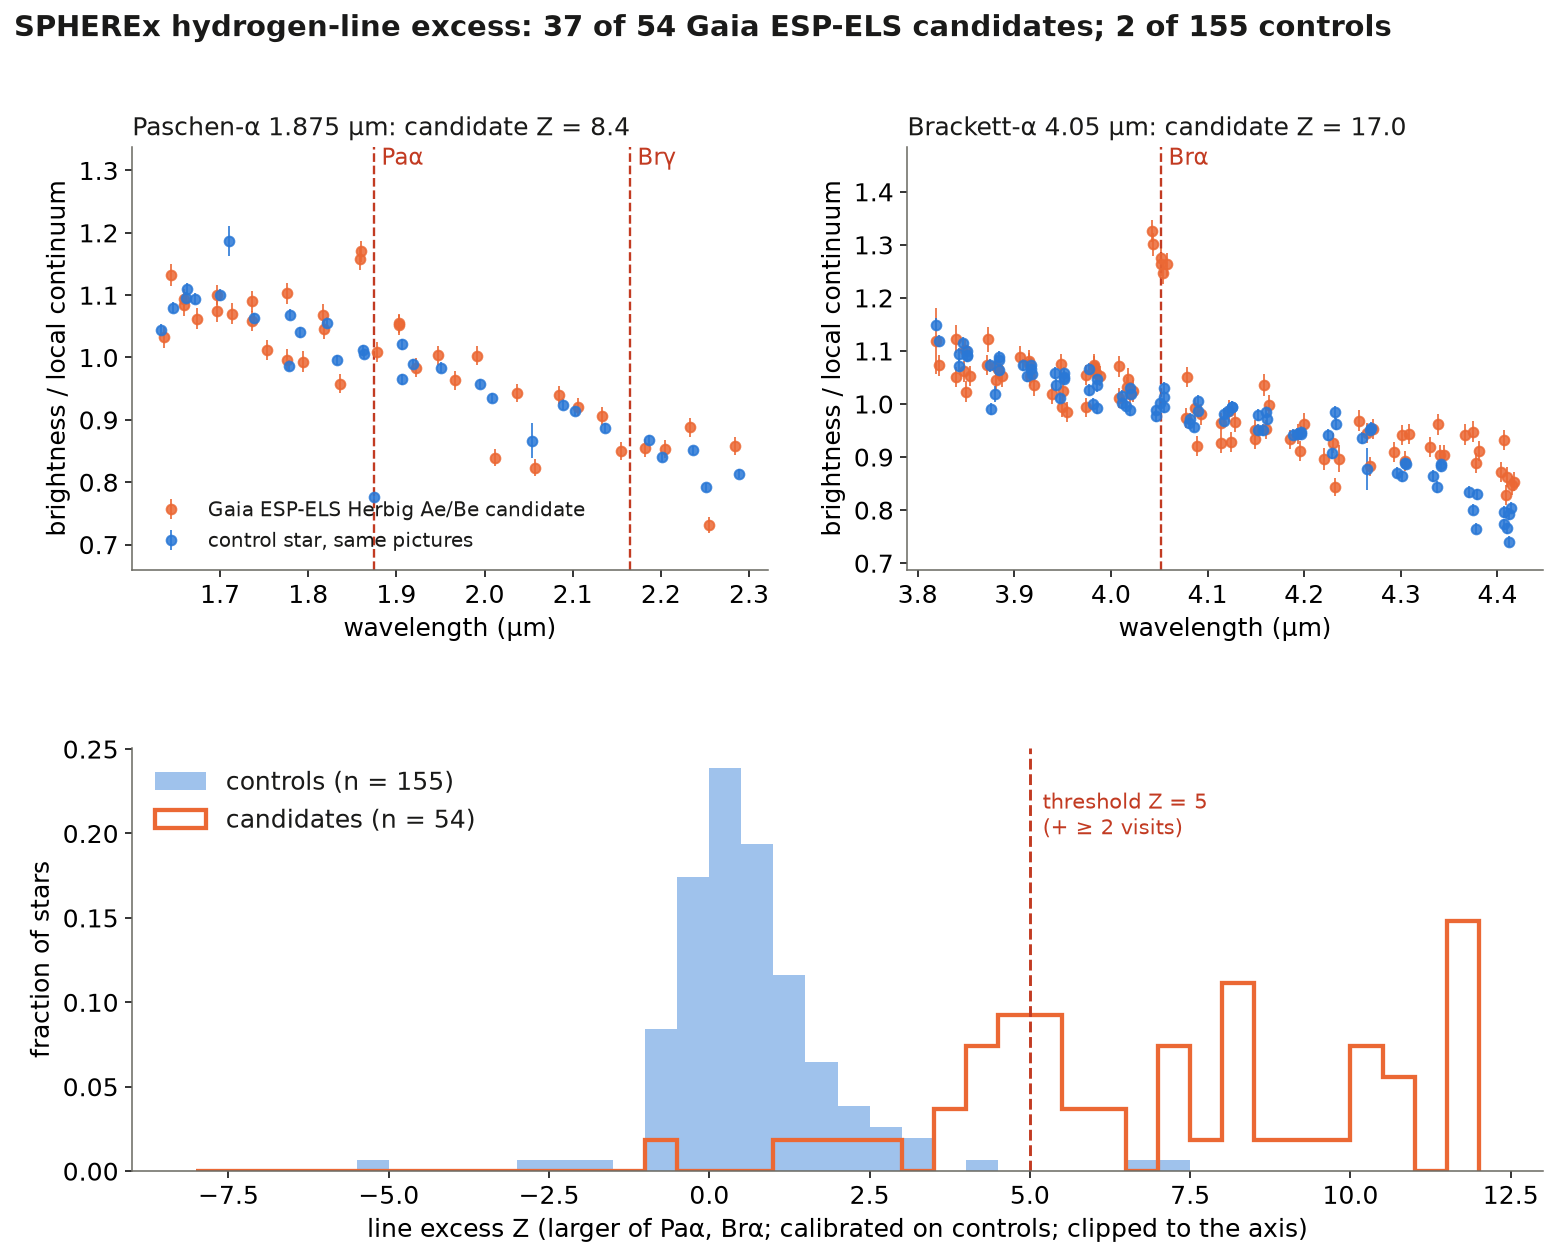 SPHEREx hydrogen-line excess: 37 of 54 Gaia ESP-ELS candidates; 2 of 155 controls
Paschen-α 1.875 μm: candidate Z = 8.4
Paα
Brγ
1.3
1.2
1.1
1.0
0.9
0.8
0.7
brightness / local continuum
Gaia ESP-ELS Herbig Ae/Be candidate
control star, same pictures
1.7 1.8 1.9 2.0 2.1 2.2 2.3
wavelength (μm)
Brackett-α 4.05 μm: candidate Z = 17.0
Brα
1.4
1.3
1.2
1.1
1.0
0.9
0.8
0.7
brightness / local continuum
3.8 3.9 4.0 4.1 4.2 4.3 4.4
wavelength (μm)
0.25
0.20
0.15
0.10
0.05
0.00
fraction of stars
controls (n = 155)
candidates (n = 54)
threshold Z = 5
(+ ≥ 2 visits)
−7.5 −5.0 −2.5 0.0 2.5 5.0 7.5 10.0 12.5
line excess Z (larger of Paα, Brα; calibrated on controls; clipped to the axis)